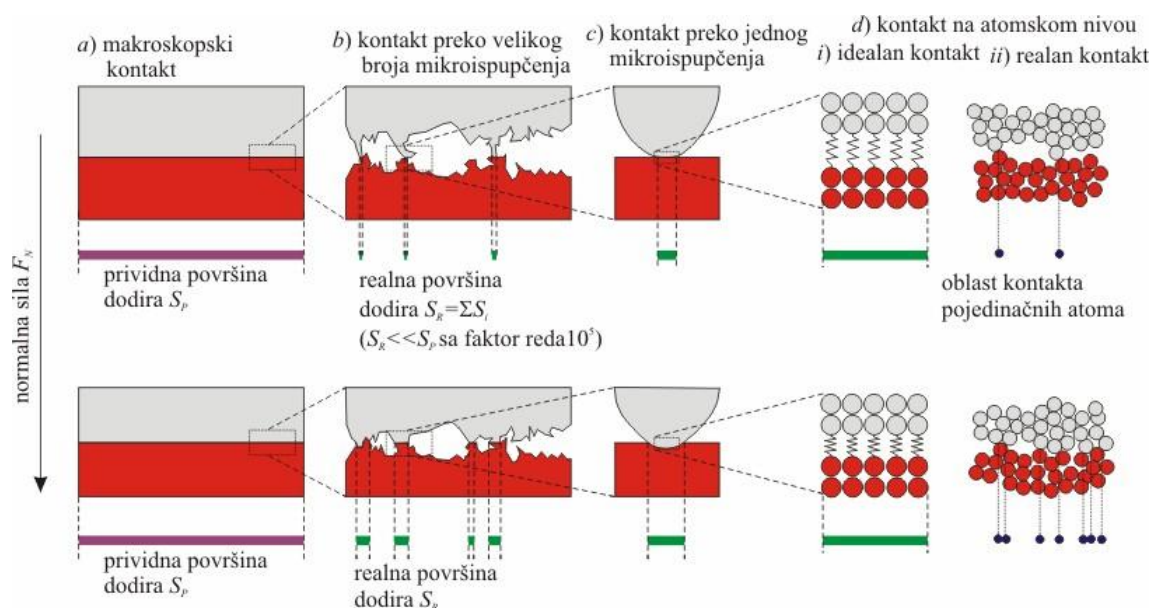 a) makroskopski
kontakt
b) kontakt preko velikog
broja mikroispupčenja
c) kontakt preko jednog
mikroispupčenja
d) kontakt na atomskom nivou
i) idealan kontakt
ii) realan kontakt
normalna sila F_N
prividna površina
dodira S_P
realna površina
dodira S_R=ΣS_i
(S_R<<S_P sa faktor reda10⁵)
oblast kontakta
pojedinačnih atoma
prividna površina
dodira S_P
realna površina
dodira S_R